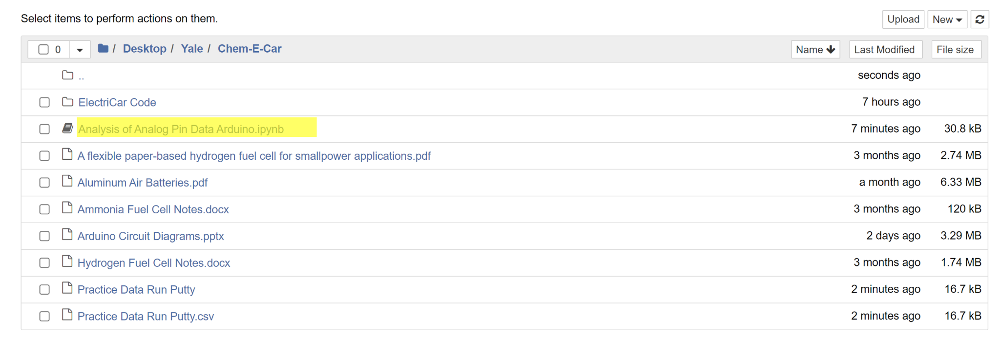 Select items to perform actions on them.
Upload New
0 / Desktop / Yale / Chem-E-Car Name Last Modified File size
.. seconds ago
ElectriCar Code 7 hours ago
Analysis of Analog Pin Data Arduino.ipynb 7 minutes ago 30.8 kB
A flexible paper-based hydrogen fuel cell for smallpower applications.pdf 3 months ago 2.74 MB
Aluminum Air Batteries.pdf a month ago 6.33 MB
Ammonia Fuel Cell Notes.docx 3 months ago 120 kB
Arduino Circuit Diagrams.pptx 2 days ago 3.29 MB
Hydrogen Fuel Cell Notes.docx 3 months ago 1.74 MB
Practice Data Run Putty 2 minutes ago 16.7 kB
Practice Data Run Putty.csv 2 minutes ago 16.7 kB